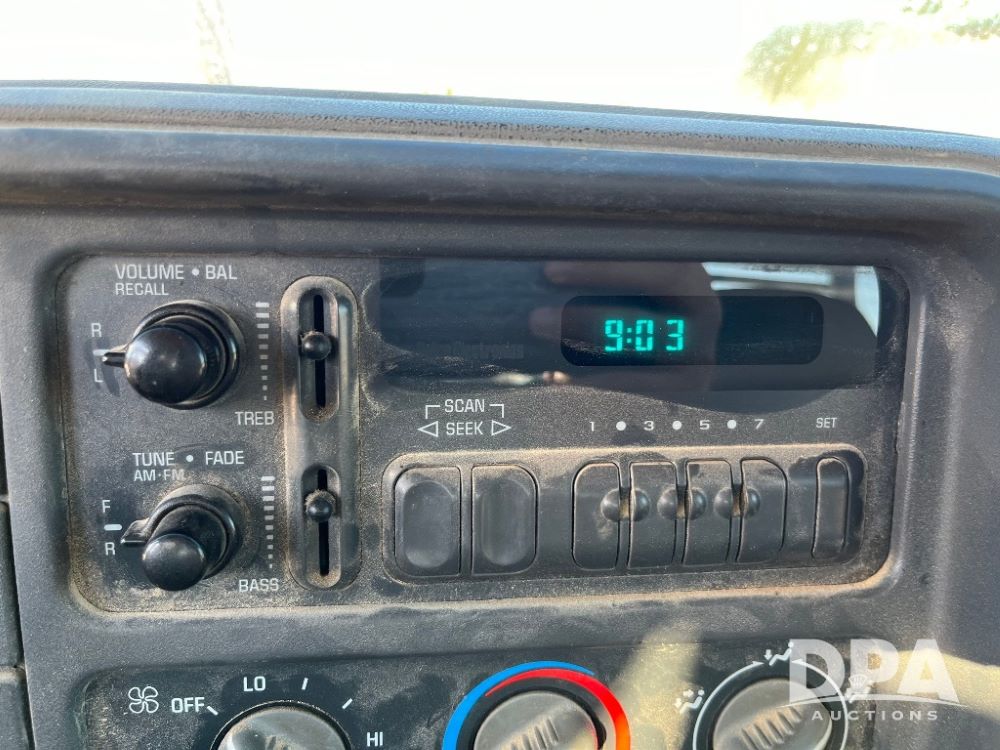 VOLUME • BAL
RECALL
R
L
TREB
9:03
SCAN
SEEK
1 • 3 • 5 • 7
SET
TUNE • FADE
AM-FM
F
R
BASS
OFF
LO
HI
DPA
AUCTIONS